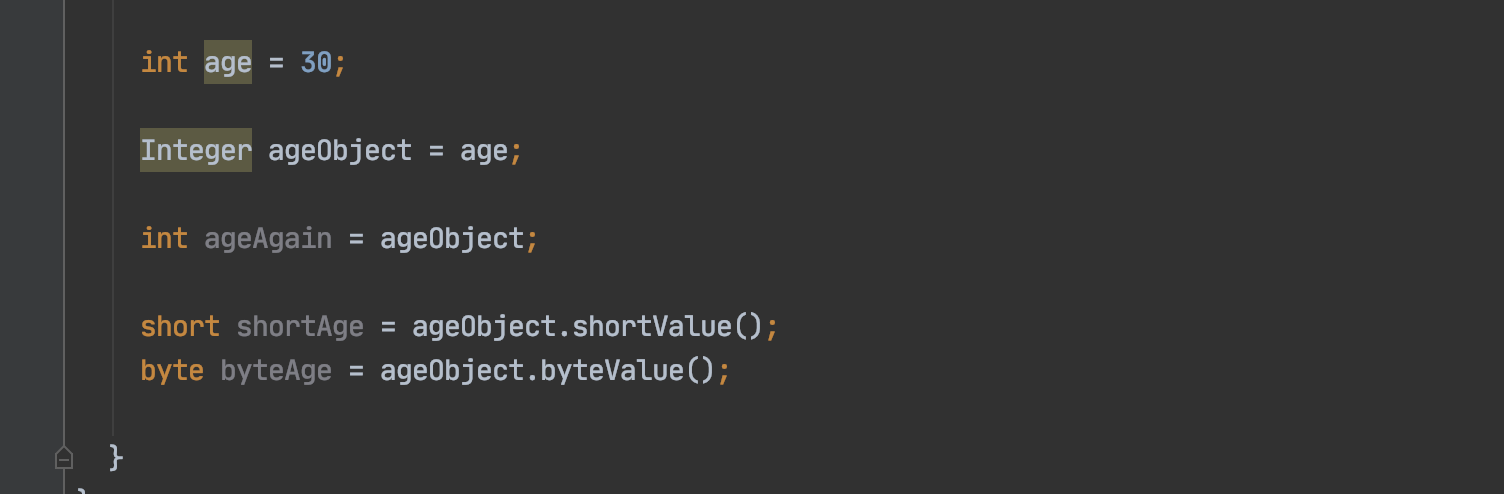 int age = 30;
Integer ageObject = age;
int ageAgain = ageObject;
short shortAge = ageObject.shortValue();
byte byteAge = ageObject.byteValue();
}